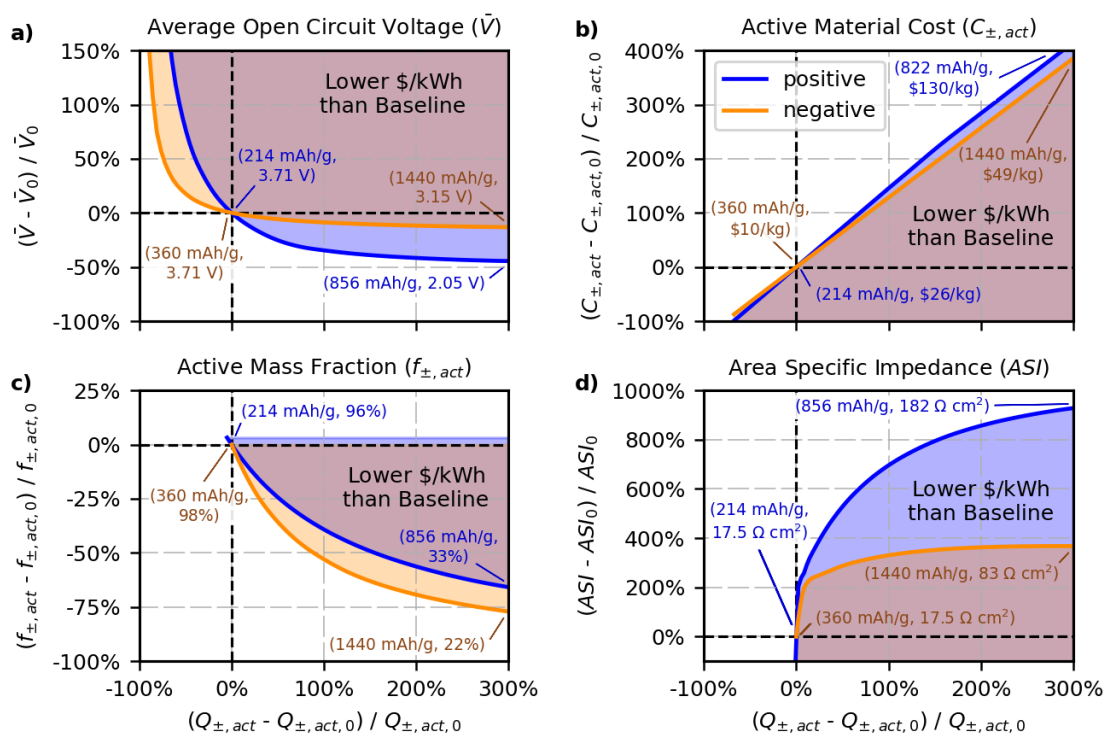 a)
Average Open Circuit Voltage (V̄)
150%
100%
50%
0%
-50%
-100%
(V̄ - V̄₀) / V̄₀
Lower $/kWh
than Baseline
(214 mAh/g,
3.71 V)
(1440 mAh/g,
3.15 V)
(360 mAh/g,
3.71 V)
(856 mAh/g, 2.05 V)
b)
Active Material Cost (C±,act)
400%
300%
200%
100%
0%
-100%
(C±,act - C±,act,0) / C±,act,0
positive
negative
(822 mAh/g,
$130/kg)
(1440 mAh/g,
$49/kg)
(360 mAh/g,
$10/kg)
Lower $/kWh
than Baseline
(214 mAh/g, $26/kg)
c)
Active Mass Fraction (f±,act)
25%
0%
-25%
-50%
-75%
-100%
(f±,act - f±,act,0) / f±,act,0
(214 mAh/g, 96%)
Lower $/kWh
than Baseline
(360 mAh/g,
98%)
(856 mAh/g,
33%)
(1440 mAh/g, 22%)
-100%
0%
100%
200%
300%
(Q±,act - Q±,act,0) / Q±,act,0
d)
Area Specific Impedance (ASI)
1000%
800%
600%
400%
200%
0%
(ASI - ASI₀) / ASI₀
(856 mAh/g, 182 Ω cm²)
Lower $/kWh
than Baseline
(214 mAh/g,
17.5 Ω cm²)
(1440 mAh/g, 83 Ω cm²)
(360 mAh/g, 17.5 Ω cm²)
-100%
0%
100%
200%
300%
(Q±,act - Q±,act,0) / Q±,act,0